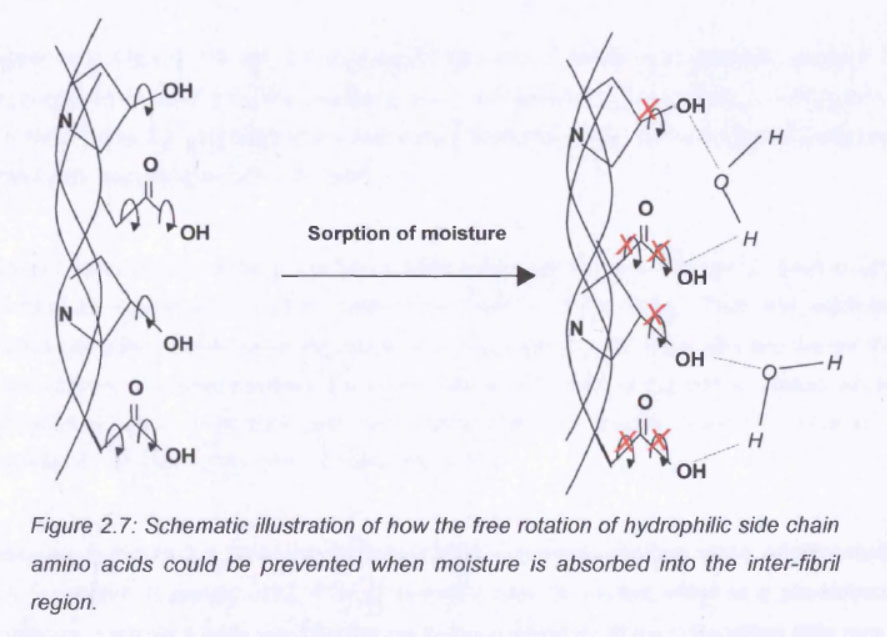 OH
N
O
OH
N
OH
O
OH
Sorption of moisture
OH
N
H
O
O
H
OH
N
OH
O
H
O
H
OH
Figure 2.7: Schematic illustration of how the free rotation of hydrophilic side chain
amino acids could be prevented when moisture is absorbed into the inter-fibril
region.